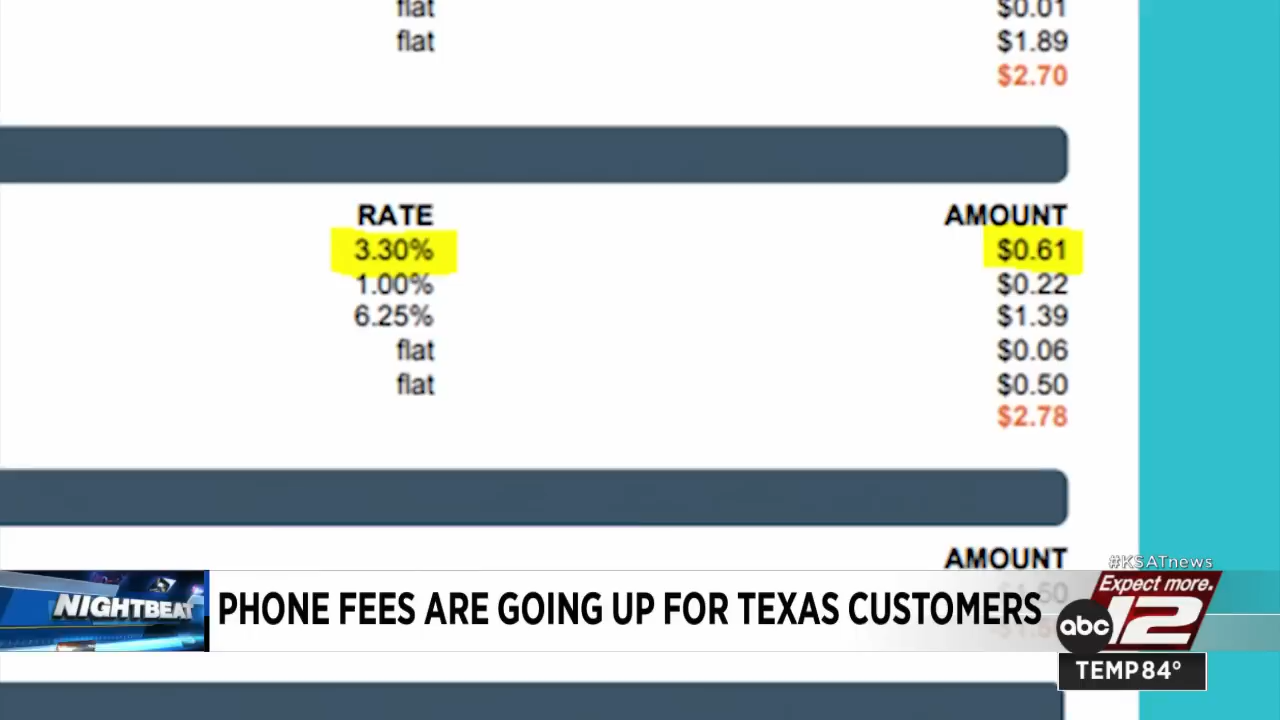 flat $0.01
flat $1.89
$2.70
RATE AMOUNT
3.30% $0.61
1.00% $0.22
6.25% $1.39
flat $0.06
flat $0.50
$2.78
AMOUNT
#KSATnews
Expect more.
NIGHTBEAT PHONE FEES ARE GOING UP FOR TEXAS CUSTOMERS abc 12
TEMP 84°